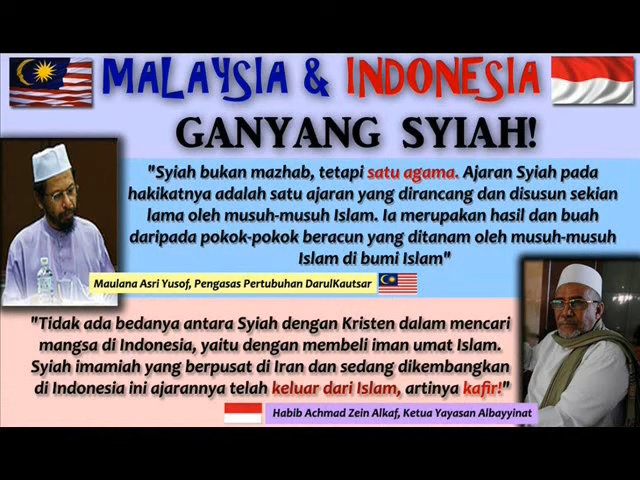 MALAYSIA & INDONESIA
GANYANG SYIAH!
"Syiah bukan mazhab, tetapi satu agama. Ajaran Syiah pada
hakikatnya adalah satu ajaran yang dirancang dan disusun sekian
lama oleh musuh-musuh Islam. Ia merupakan hasil dan buah
daripada pokok-pokok beracun yang ditanam oleh musuh-musuh
Islam di bumi Islam"
Maulana Asri Yusof, Pengasas Pertubuhan DarulKautsar
"Tidak ada bedanya antara Syiah dengan Kristen dalam mencari
mangsa di Indonesia, yaitu dengan membeli iman umat Islam.
Syiah imamiah yang berpusat di Iran dan sedang dikembangkan
di Indonesia ini ajarannya telah keluar dari Islam, artinya kafir!"
Habib Achmad Zein Alkaf, Ketua Yayasan Albayyinat